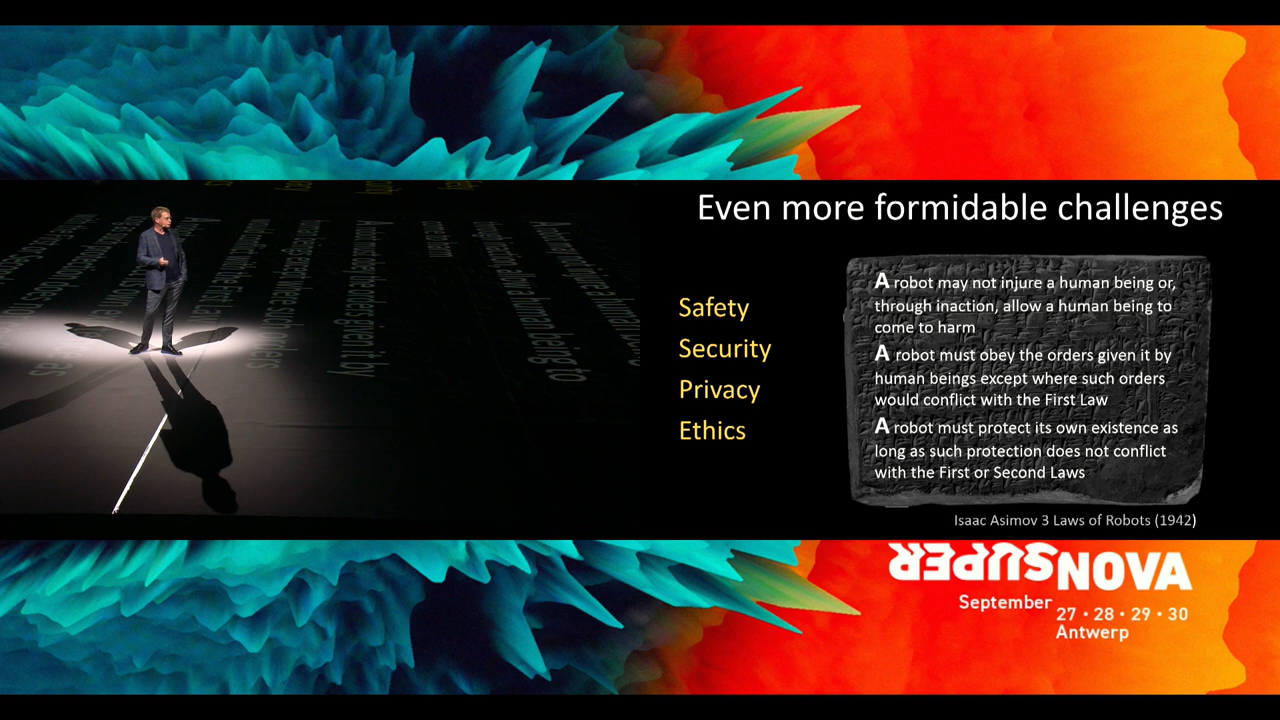 Even more formidable challenges
Safety
Security
Privacy
Ethics
A robot may not injure a human being or,
through inaction, allow a human being to
come to harm
A robot must obey the orders given it by
human beings except where such orders
would conflict with the First Law
A robot must protect its own existence as
long as such protection does not conflict
with the First or Second Laws
Isaac Asimov 3 Laws of Robots (1942)
SUPERNOVA
September
27 • 28 • 29 • 30
Antwerp